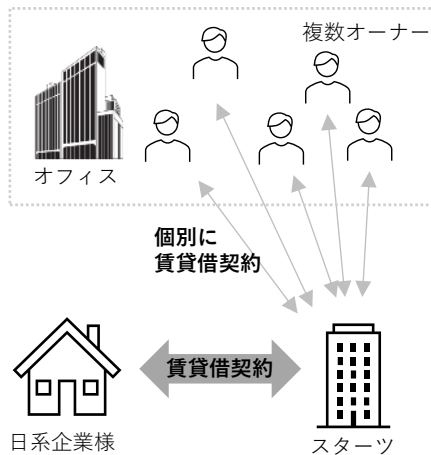 複数オーナー
オフィス
個別に
賃貸借契約
賃貸借契約
日系企業様
スターツ